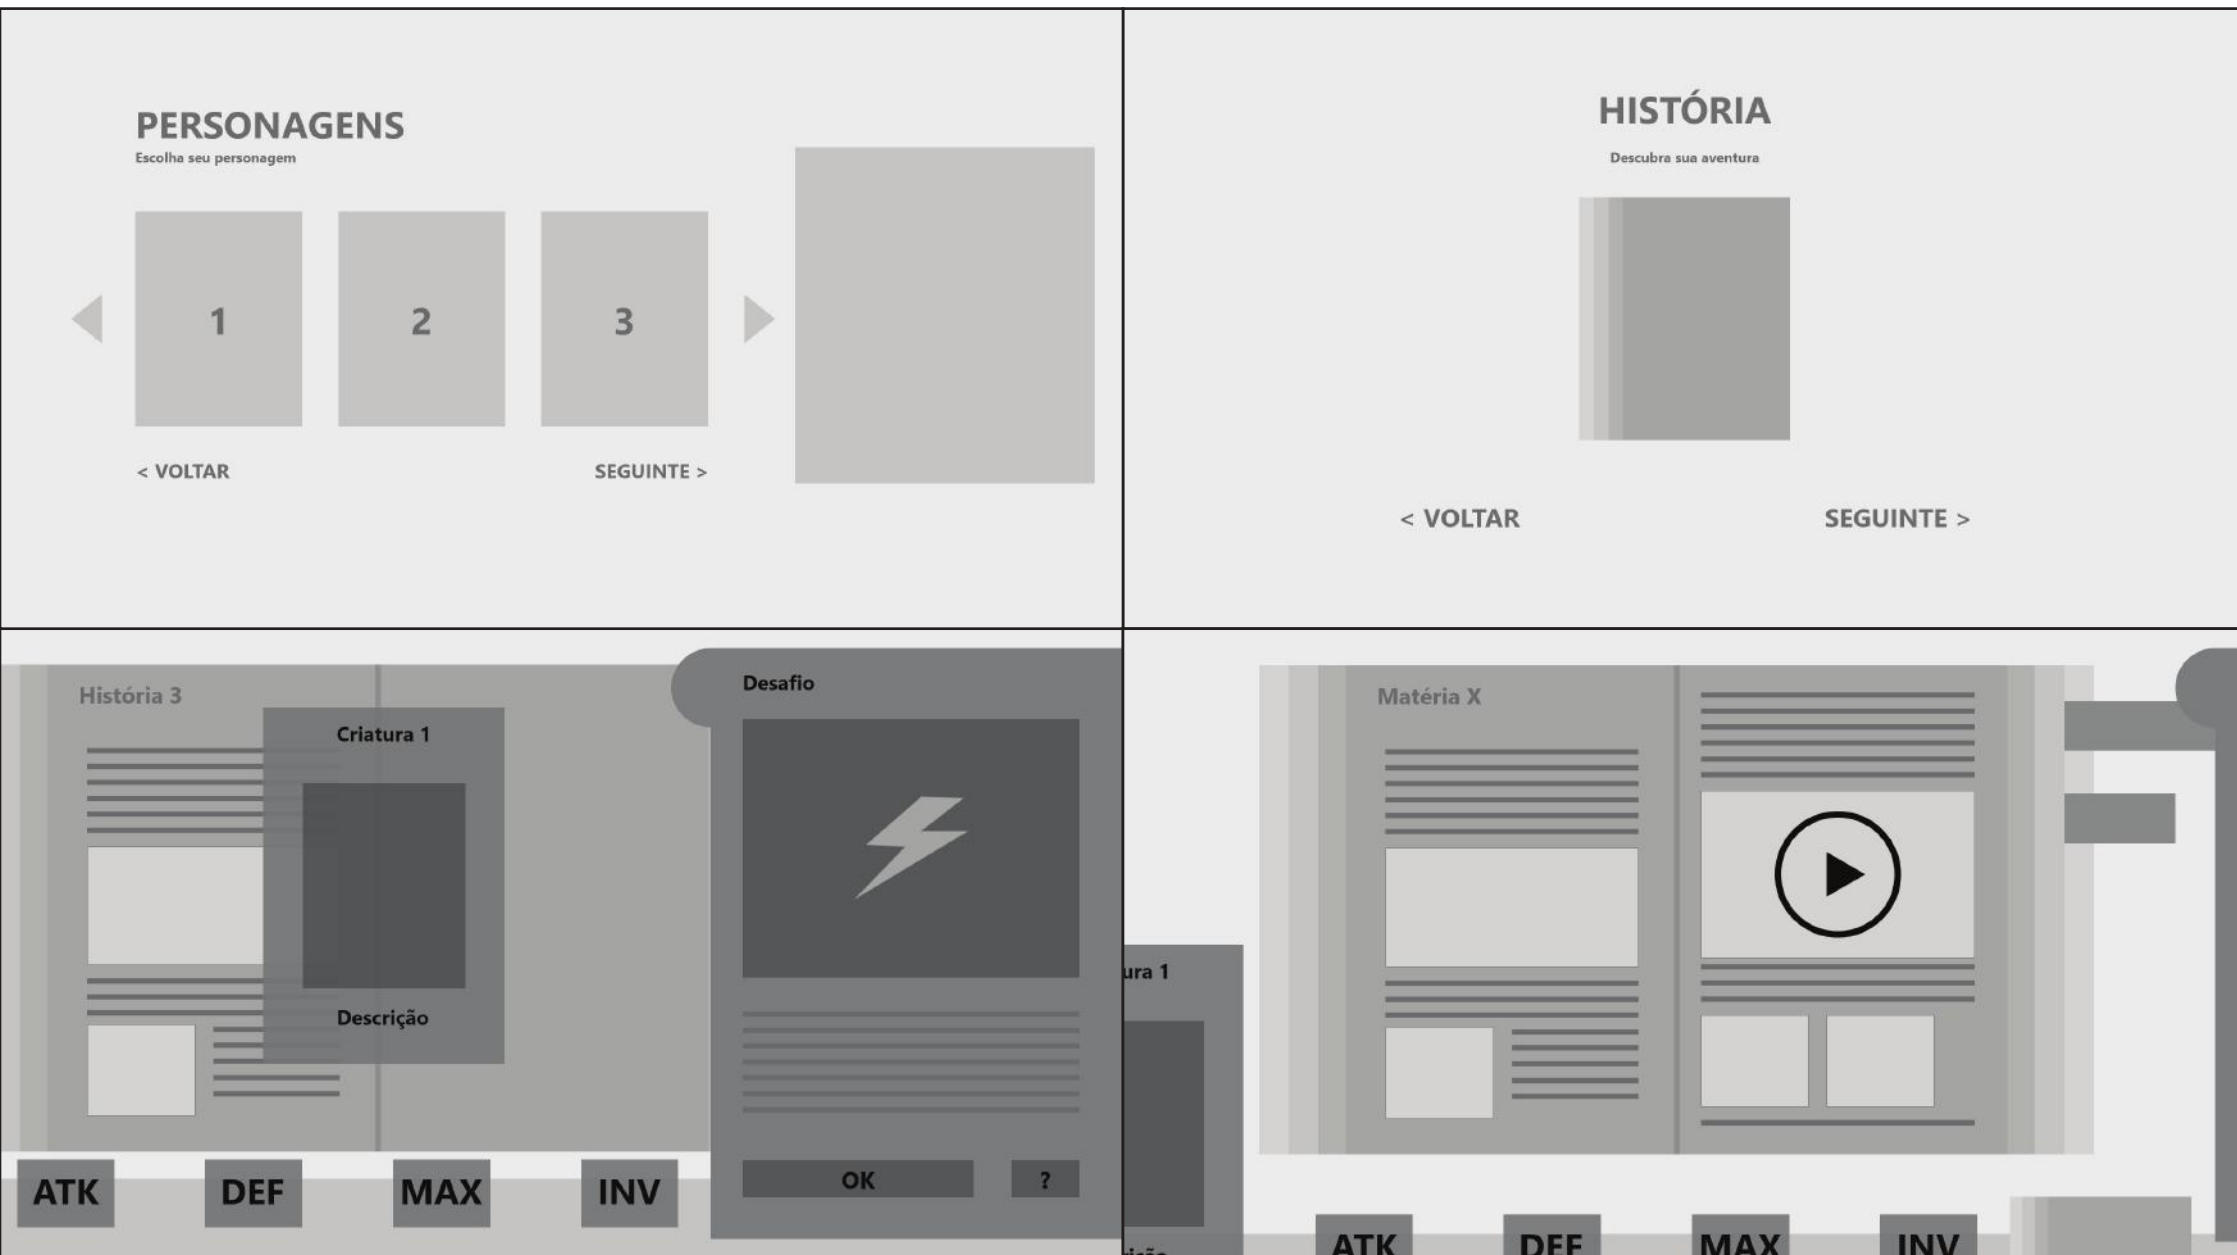 PERSONAGENS
Escolha seu personagem
1
2
3
< VOLTAR
SEGUINTE >
HISTÓRIA
Descubra sua aventura
< VOLTAR
SEGUINTE >
História 3
Criatura 1
Descrição
Desafio
OK
?
ATK
DEF
MAX
INV
Matéria X
ura 1
ATK
DEF
MAX
INV